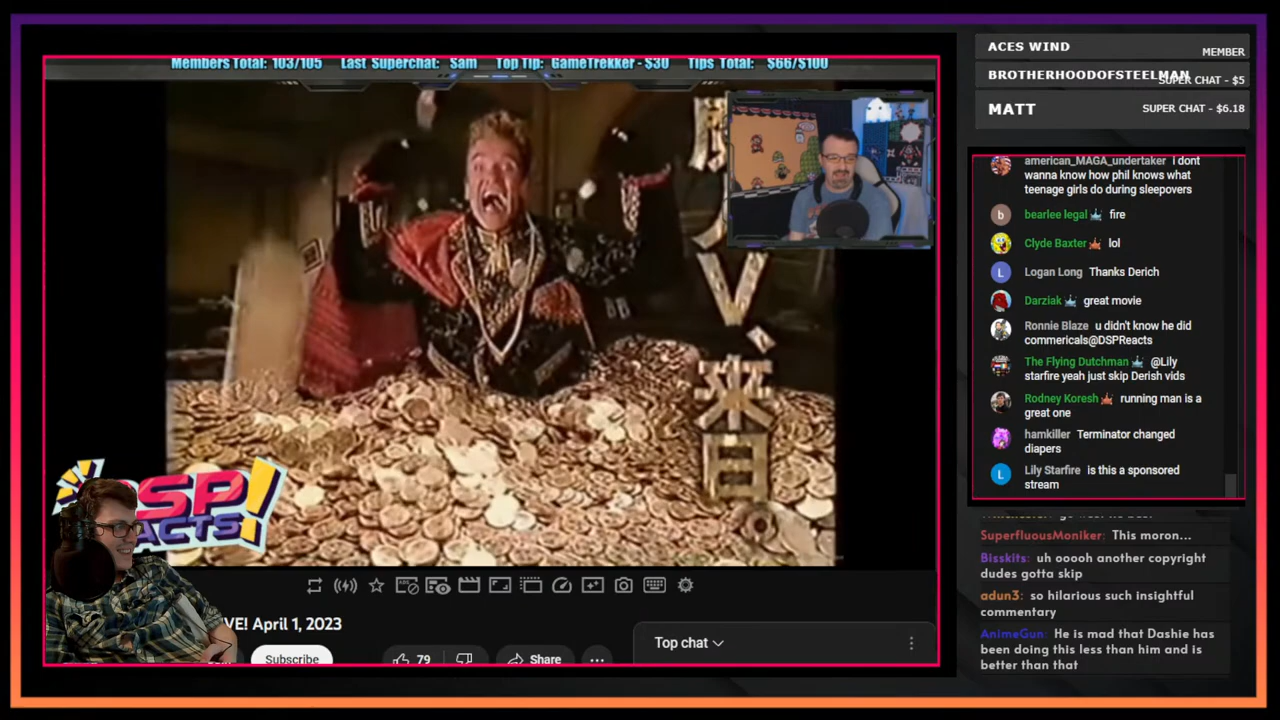 Members Total: 103/105 Last Superchat: Sam Top Tip: GameTrekker - $30 Tips Total: $66/$100
V.
來
目
DSP
REACTS!
VE! April 1, 2023
Subscribe
79
Share
Top chat
ACES WIND MEMBER
BROTHERHOODOFSTEELMAN SUPER CHAT - $5
MATT SUPER CHAT - $6.18
american_MAGA_undertaker i dont
wanna know how phil knows what
teenage girls do during sleepovers
b
bearlee legal fire
Clyde Baxter lol
L
Logan Long Thanks Derich
Darziak great movie
Ronnie Blaze u didn't know he did
commericals@DSPReacts
The Flying Dutchman @Lily
starfire yeah just skip Derish vids
Rodney Koresh running man is a
great one
hamkiller Terminator changed
diapers
L
Lily Starfire is this a sponsored
stream
SuperfluousMoniker: This moron...
Bisskits: uh ooooh another copyright
dudes gotta skip
adun3: so hilarious such insightful
commentary
AnimeGun: He is mad that Dashie has
been doing this less than him and is
better than that